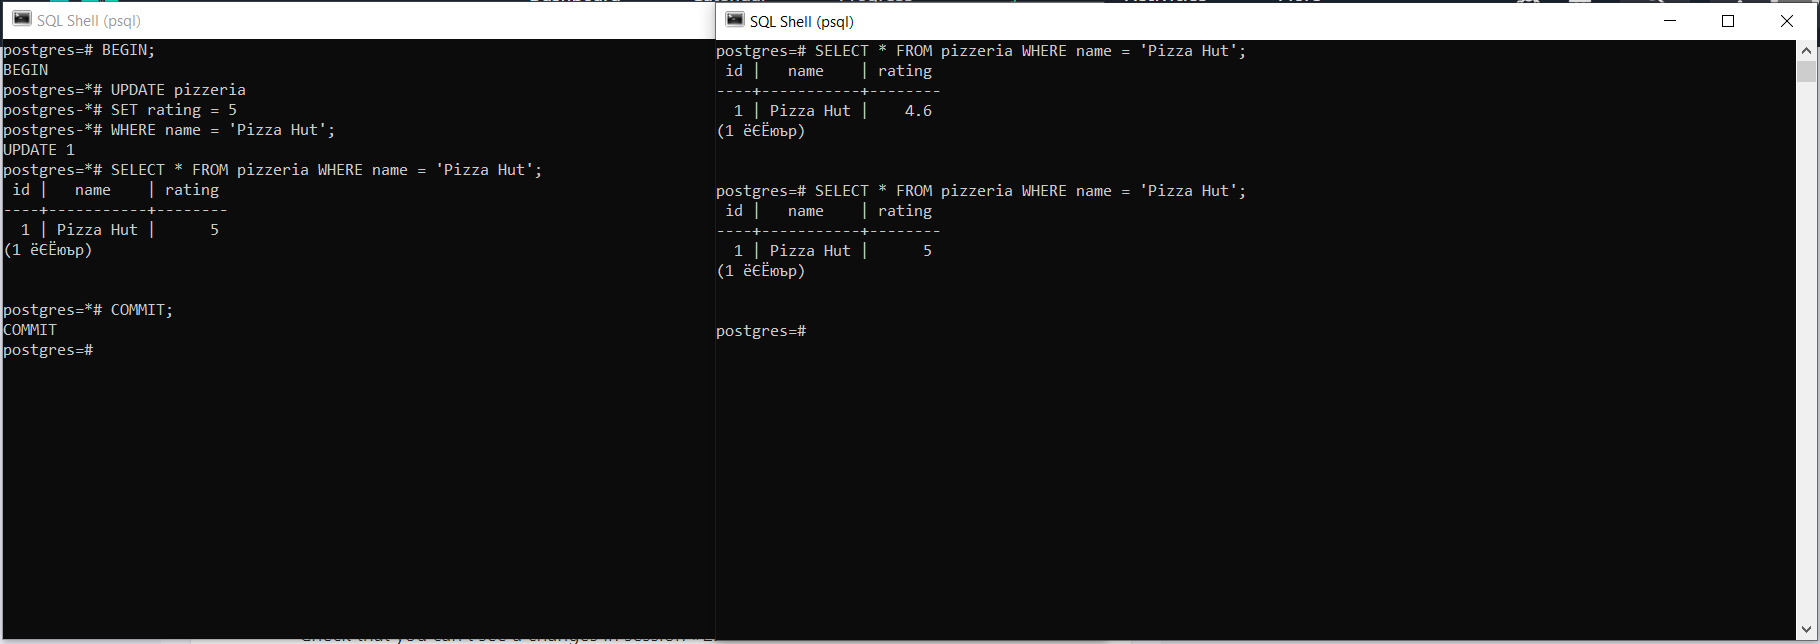 SQL Shell (psql)
postgres=# BEGIN;
BEGIN
postgres=*# UPDATE pizzeria
postgres-*# SET rating = 5
postgres-*# WHERE name = 'Pizza Hut';
UPDATE 1
postgres=*# SELECT * FROM pizzeria WHERE name = 'Pizza Hut';
 id |   name    | rating
----+-----------+--------
  1 | Pizza Hut |      5
(1 ёЄЁюър)
postgres=*# COMMIT;
COMMIT
postgres=#
SQL Shell (psql)
postgres=# SELECT * FROM pizzeria WHERE name = 'Pizza Hut';
 id |   name    | rating
----+-----------+--------
  1 | Pizza Hut |    4.6
(1 ёЄЁюър)
postgres=# SELECT * FROM pizzeria WHERE name = 'Pizza Hut';
 id |   name    | rating
----+-----------+--------
  1 | Pizza Hut |      5
(1 ёЄЁюър)
postgres=#